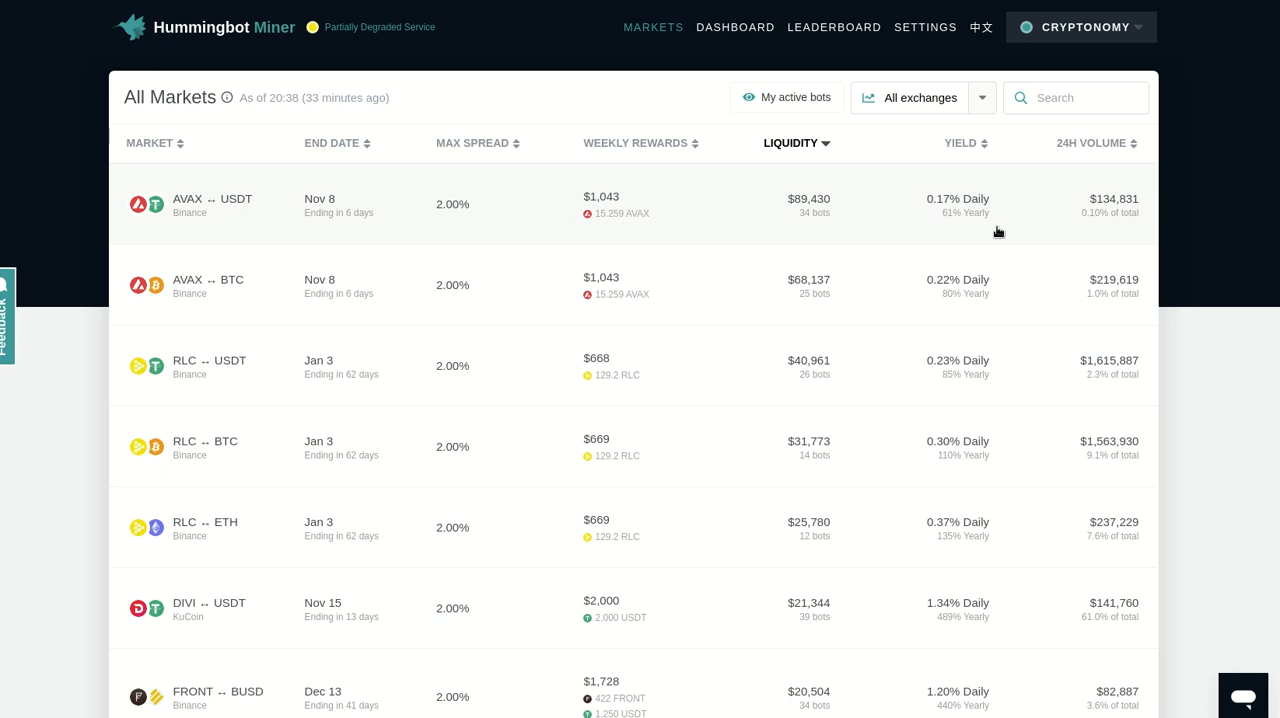 Hummingbot Miner
Partially Degraded Service
MARKETS DASHBOARD LEADERBOARD SETTINGS 中文 CRYPTONOMY
All Markets As of 20:38 (33 minutes ago)
My active bots All exchanges Search
MARKET END DATE MAX SPREAD WEEKLY REWARDS LIQUIDITY YIELD 24H VOLUME
AVAX ↔ USDT Nov 8 2.00% $1,043 $89,430 0.17% Daily $134,831
Binance Ending in 6 days 15.259 AVAX 34 bots 61% Yearly 0.10% of total
AVAX ↔ BTC Nov 8 2.00% $1,043 $68,137 0.22% Daily $219,619
Binance Ending in 6 days 15.259 AVAX 25 bots 80% Yearly 1.0% of total
RLC ↔ USDT Jan 3 2.00% $668 $40,961 0.23% Daily $1,615,887
Binance Ending in 62 days 129.2 RLC 26 bots 85% Yearly 2.3% of total
RLC ↔ BTC Jan 3 2.00% $669 $31,773 0.30% Daily $1,563,930
Binance Ending in 62 days 129.2 RLC 14 bots 110% Yearly 9.1% of total
RLC ↔ ETH Jan 3 2.00% $669 $25,780 0.37% Daily $237,229
Binance Ending in 62 days 129.2 RLC 12 bots 135% Yearly 7.6% of total
DIVI ↔ USDT Nov 15 2.00% $2,000 $21,344 1.34% Daily $141,760
KuCoin Ending in 13 days 2,000 USDT 39 bots 489% Yearly 61.0% of total
FRONT ↔ BUSD Dec 13 2.00% $1,728 $20,504 1.20% Daily $82,887
Binance Ending in 41 days 422 FRONT 34 bots 440% Yearly 3.6% of total
1,250 USDT
Feedback